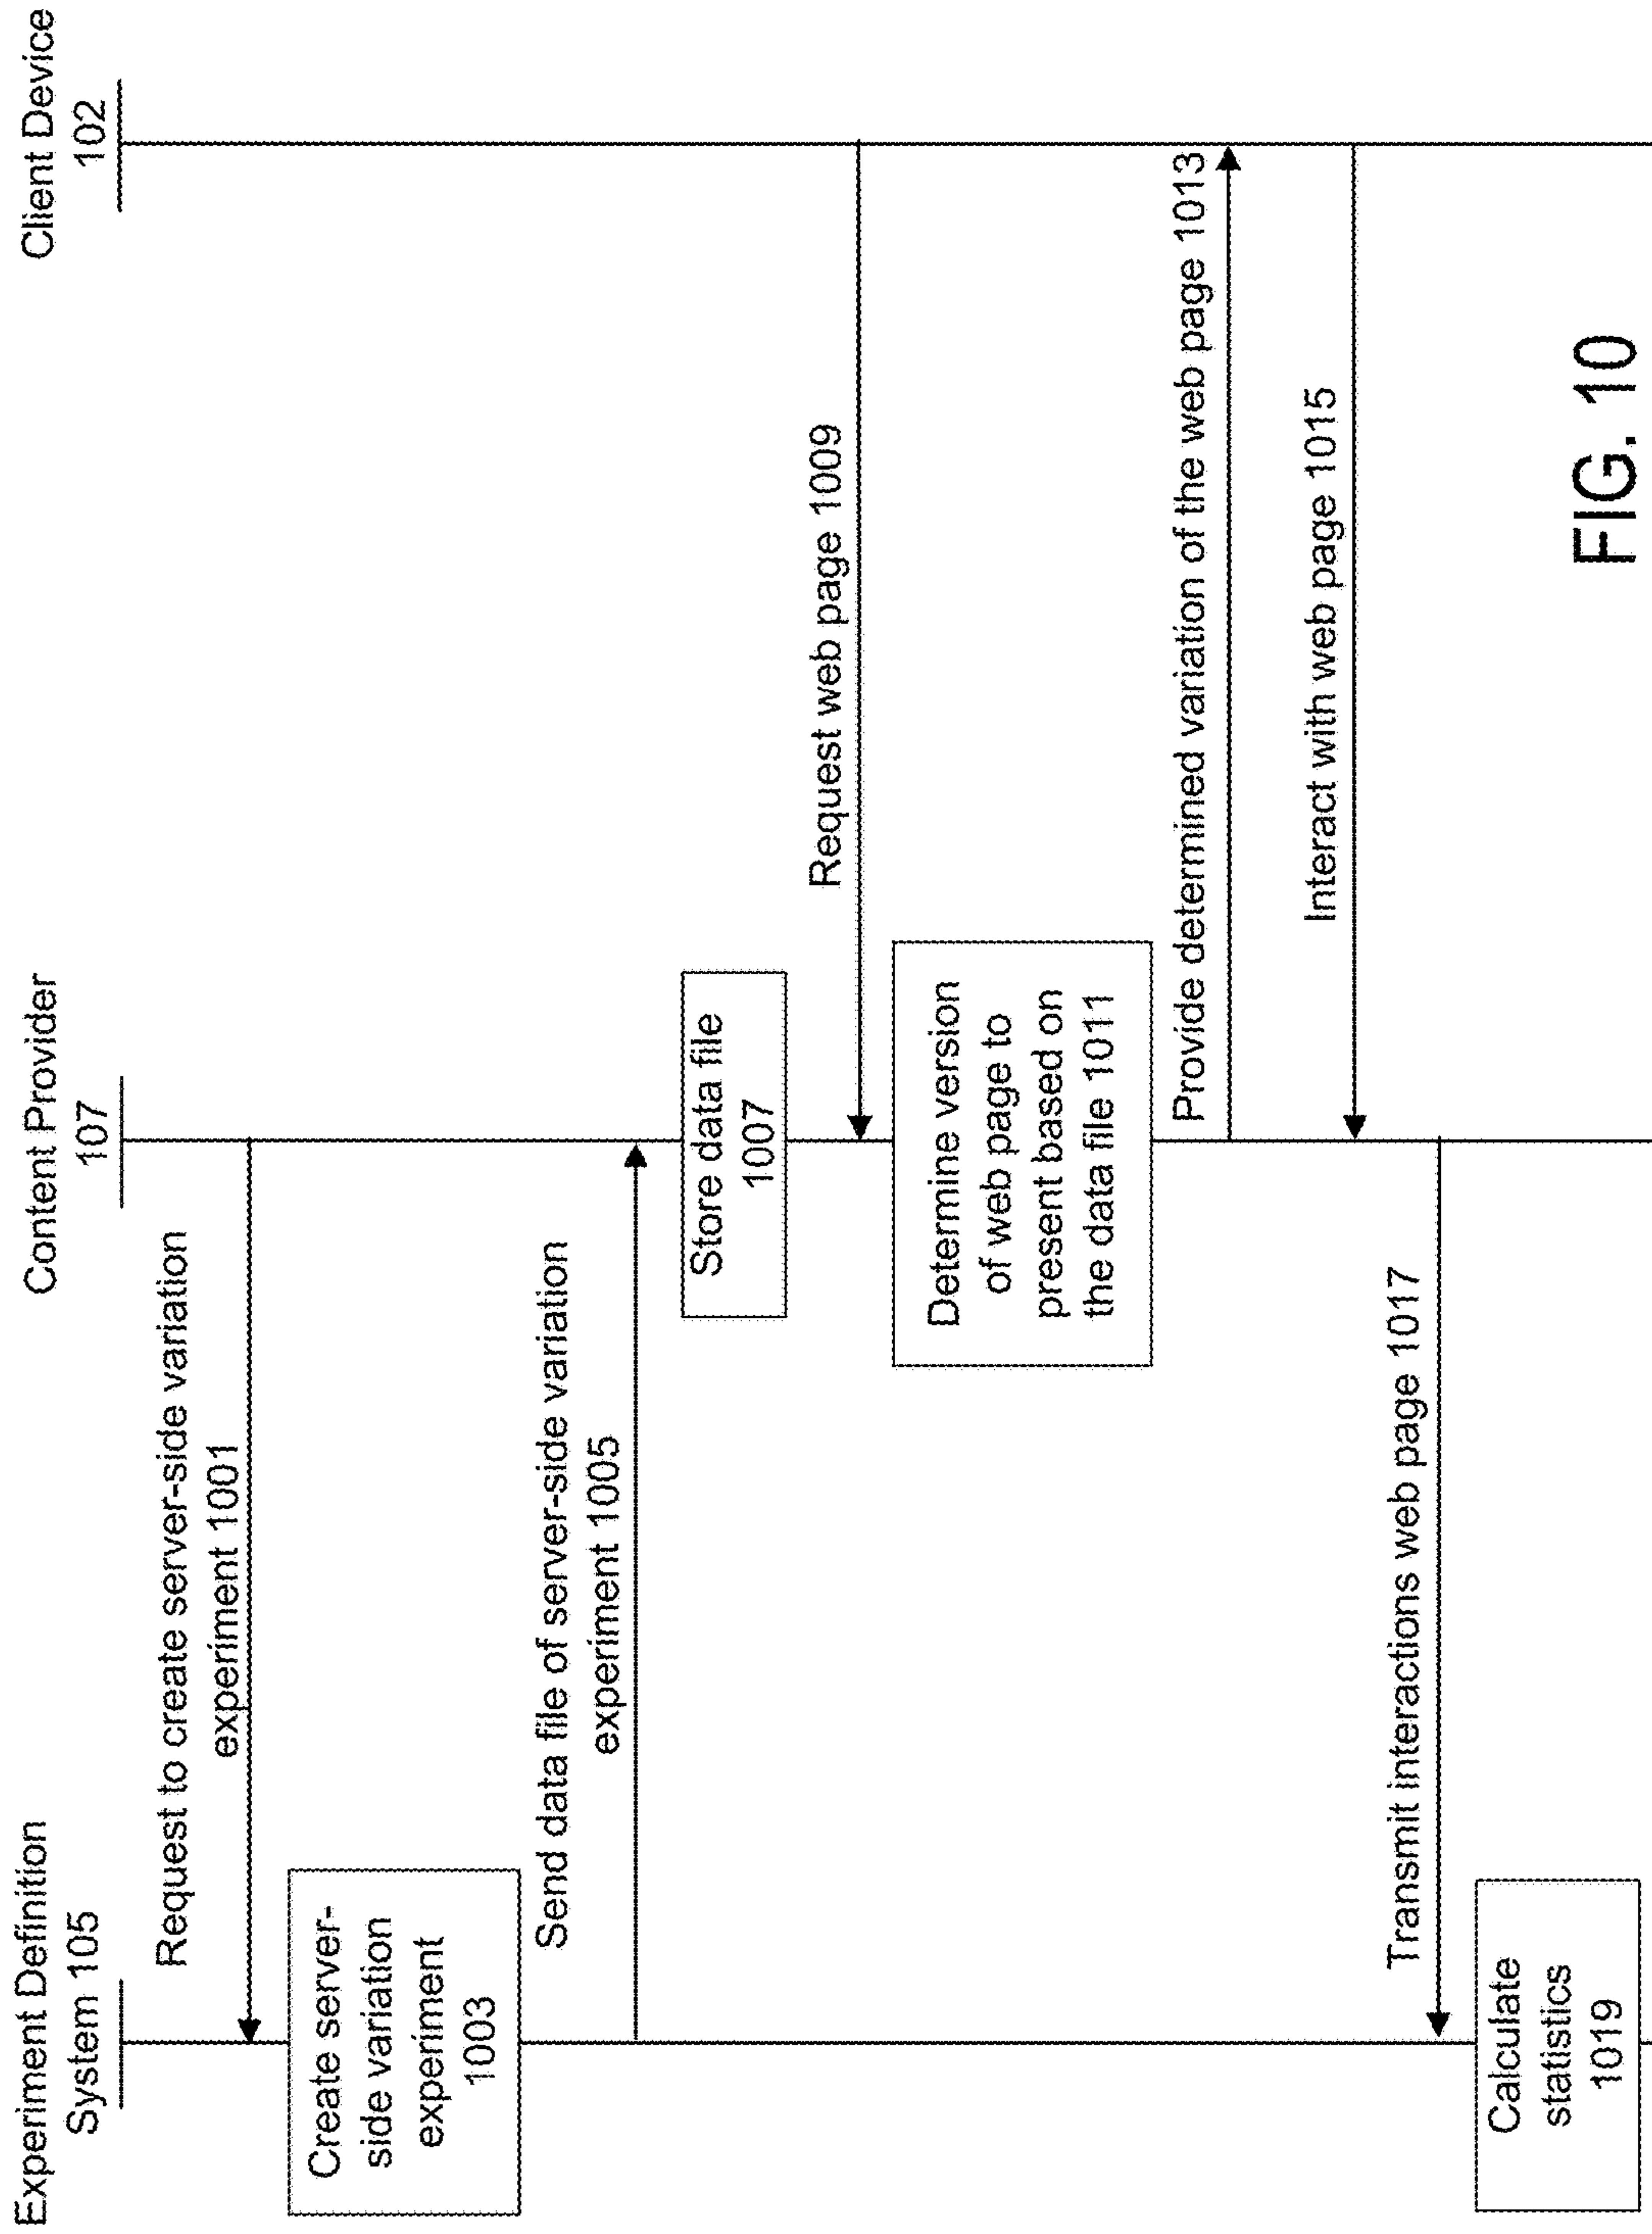 Experiment Definition
System 105
Content Provider
107
Client Device
102
Request to create server-side variation
experiment 1001
Create server-
side variation
experiment
1003
Send data file of server-side variation
experiment 1005
Store data file
1007
Request web page 1009
Determine version
of web page to
present based on
the data file 1011
Provide determined variation of the web page 1013
Interact with web page 1015
Transmit interactions web page 1017
Calculate
statistics
1019
FIG. 10